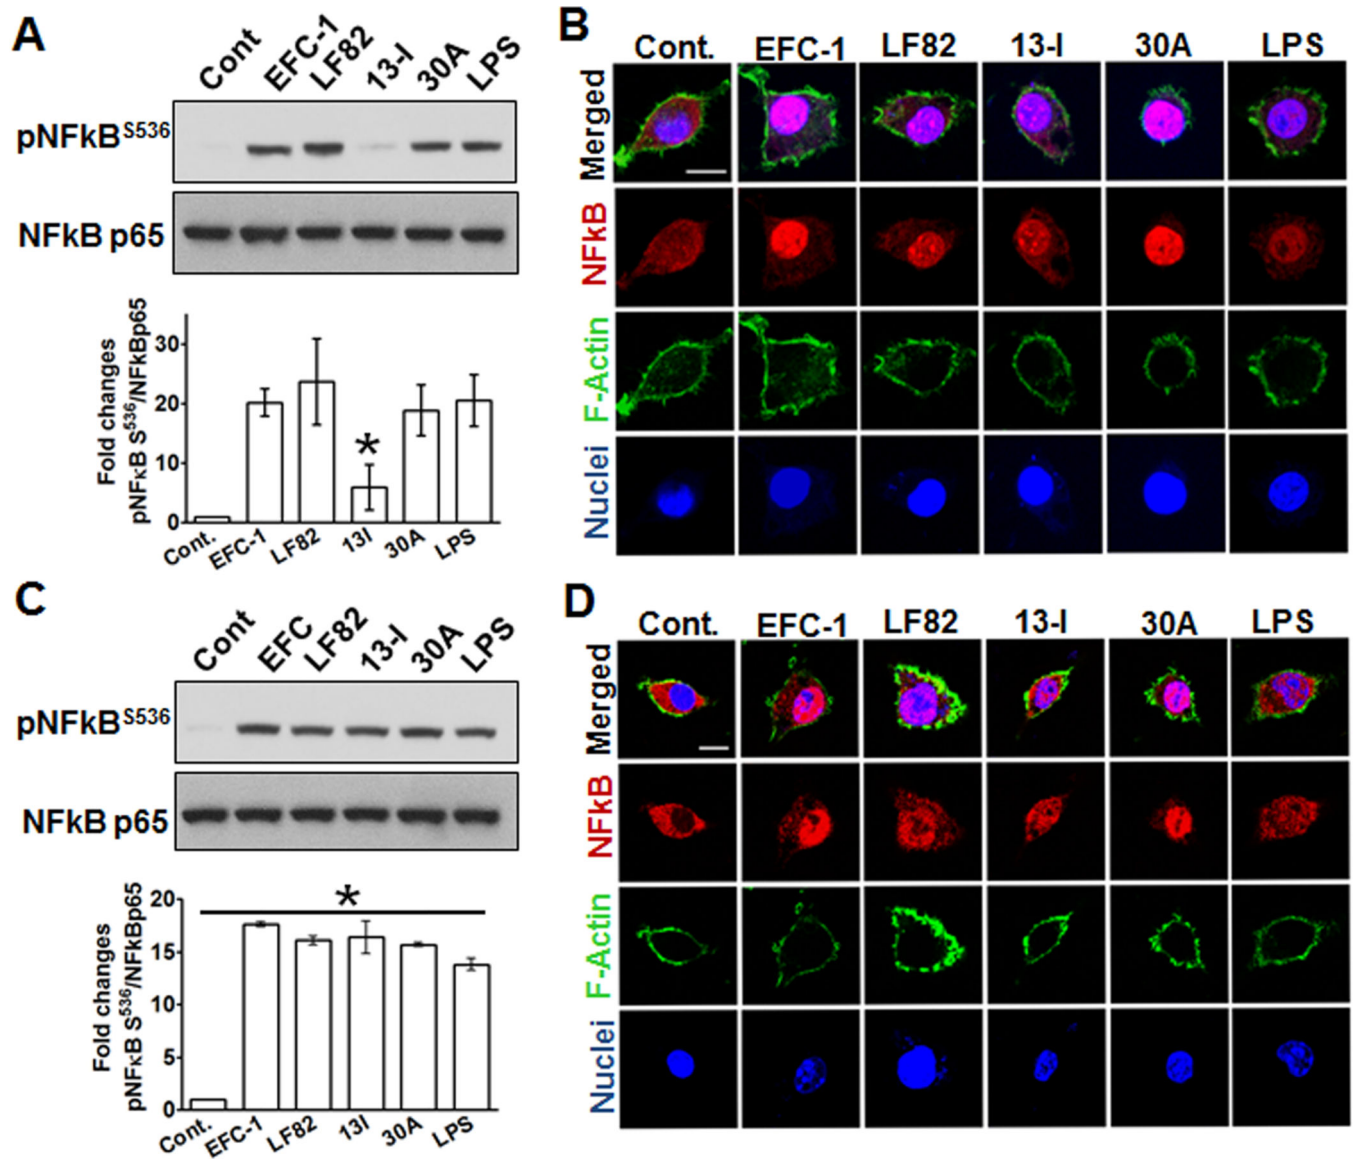 A
Cont EFC-1 LF82 13-I 30A LPS
pNFkB S536
NFkB p65
Fold changes
pNFκB S536/NFkBp65
30
20
10
0
*
Cont. EFC-1 LF82 13I 30A LPS
B
Cont. EFC-1 LF82 13-I 30A LPS
Merged
NFkB
F-Actin
Nuclei
C
Cont EFC LF82 13-I 30A LPS
pNFkB S536
NFkB p65
Fold changes
pNFκB S536/NFkBp65
20
15
10
5
0
*
Cont. EFC-1 LF82 13I 30A LPS
D
Cont. EFC-1 LF82 13-I 30A LPS
Merged
NFkB
F-Actin
Nuclei